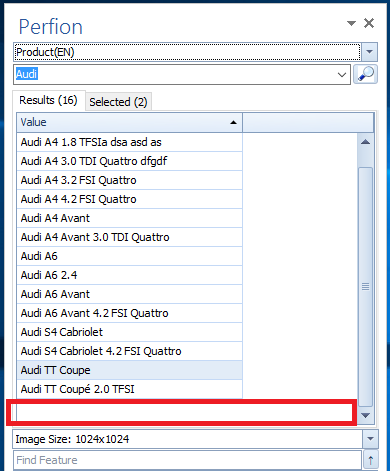 Perfion
Product(EN)
Audi
Results (16)
Selected (2)
Value
Audi A4 1.8 TFSIa dsa asd as
Audi A4 3.0 TDI Quattro dfgdf
Audi A4 3.2 FSI Quattro
Audi A4 4.2 FSI Quattro
Audi A4 Avant
Audi A4 Avant 3.0 TDI Quattro
Audi A6
Audi A6 2.4
Audi A6 Avant
Audi A6 Avant 4.2 FSI Quattro
Audi S4 Cabriolet
Audi S4 Cabriolet 4.2 FSI Quattro
Audi TT Coupe
Audi TT Coupé 2.0 TFSI
Image Size: 1024x1024
Find Feature